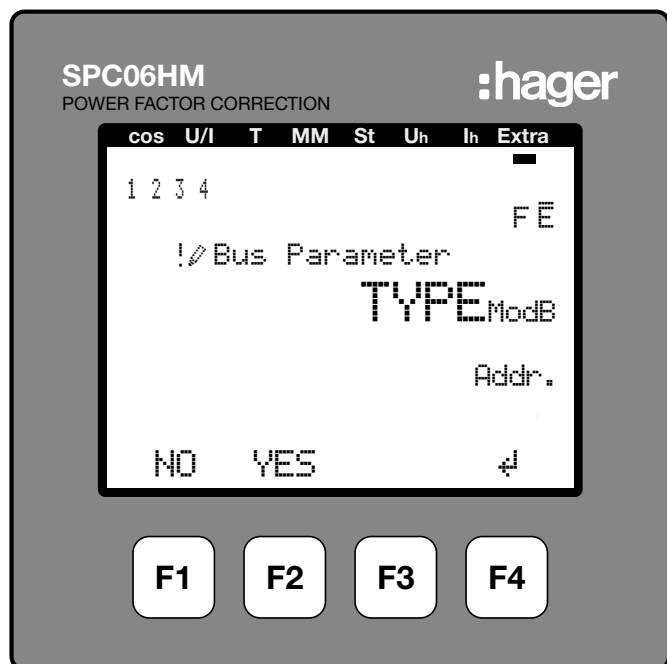 SPC06HM
:hager
POWER FACTOR CORRECTION
cos U/I T MM St Uh Ih Extra
1 2 3 4
F Ē
! Bus Parameter
TYPE ModB
Addr.
NO YES
F1 F2 F3 F4